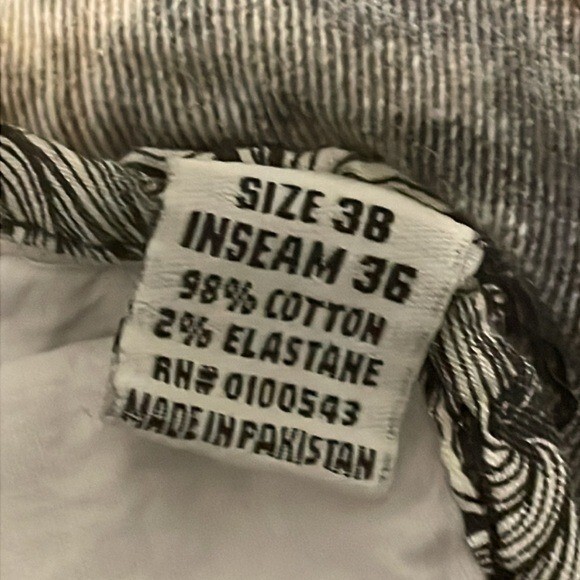 SIZE 38
INSEAM 36
98% COTTON
2% ELASTANE
RN# 0100543
MADE IN PAKISTAN